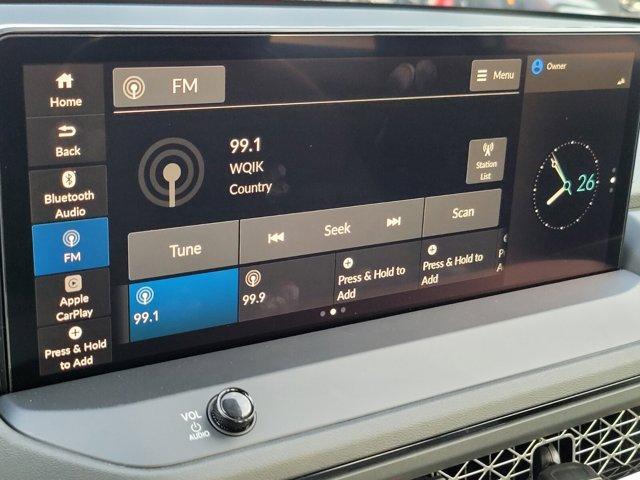 Home
Back
Bluetooth
Audio
FM
Apple
CarPlay
Press & Hold
to Add
FM
Menu
99.1
WQIK
Country
Station
List
Tune
Seek
Scan
99.1
99.9
Press & Hold to
Add
Press & Hold to
Add
P
A
Owner
26
VOL
AUDIO